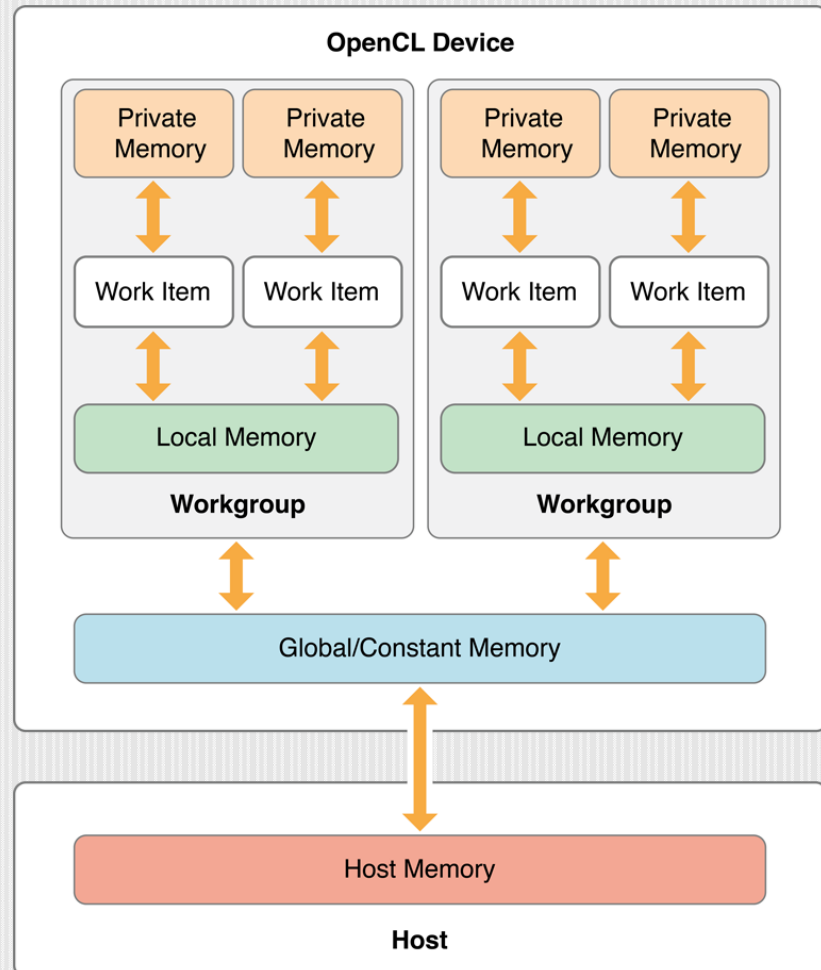 OpenCL Device
Private
Memory
Private
Memory
Private
Memory
Private
Memory
Work Item
Work Item
Work Item
Work Item
Local Memory
Local Memory
Workgroup
Workgroup
Global/Constant Memory
Host Memory
Host